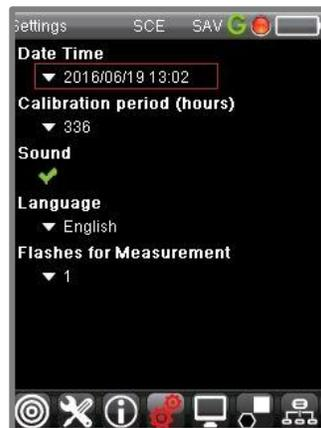 Settings SCE SAV G
Date Time
2016/06/19 13:02
Calibration period (hours)
336
Sound
Language
English
Flashes for Measurement
1